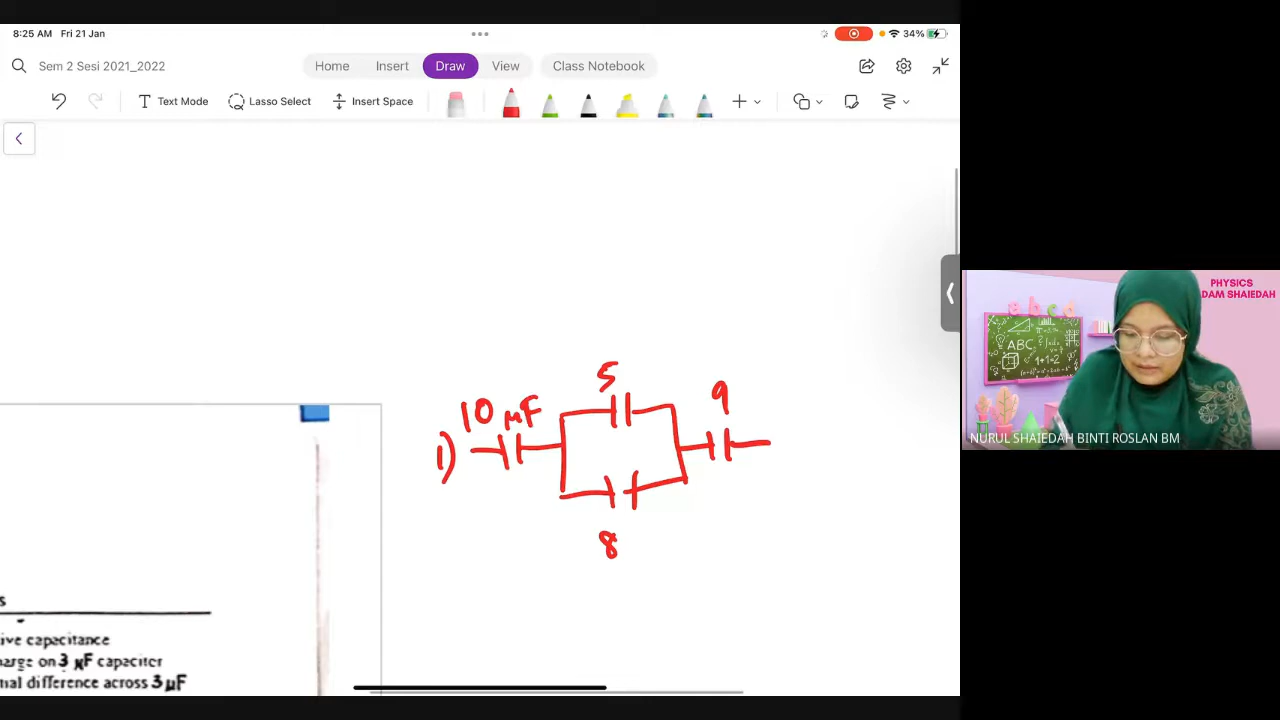 8:25 AM Fri 21 Jan
34%
Sem 2 Sesi 2021_2022
Home Insert Draw View Class Notebook
Text Mode Lasso Select Insert Space
1) 10 μF 5 9
8
PHYSICS
DAM SHAIEDAH
ABC
1+1=2
NURUL SHAIEDAH BINTI ROSLAN BM
s
ive capacitance
arge on 3 μF capaciter
nal difference across 3 μF